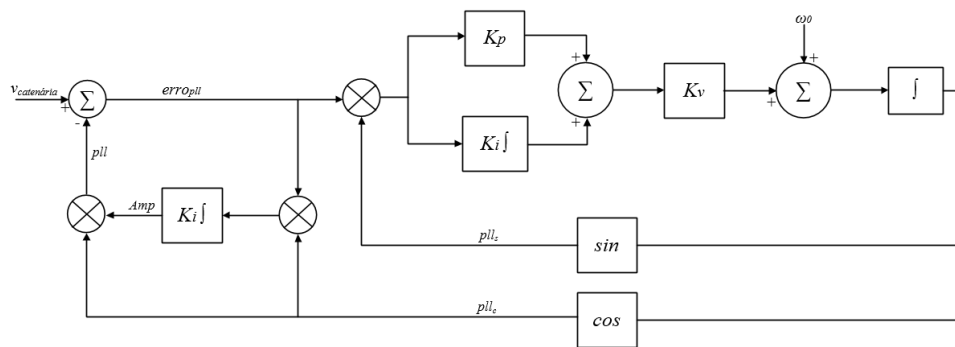 ω0
+
Kp
+
vcatenária
+
Σ
erropll
Σ
Kv
+
Σ
∫
-
+
pll
Ki ∫
Amp
Ki ∫
plls
sin
pllc
cos